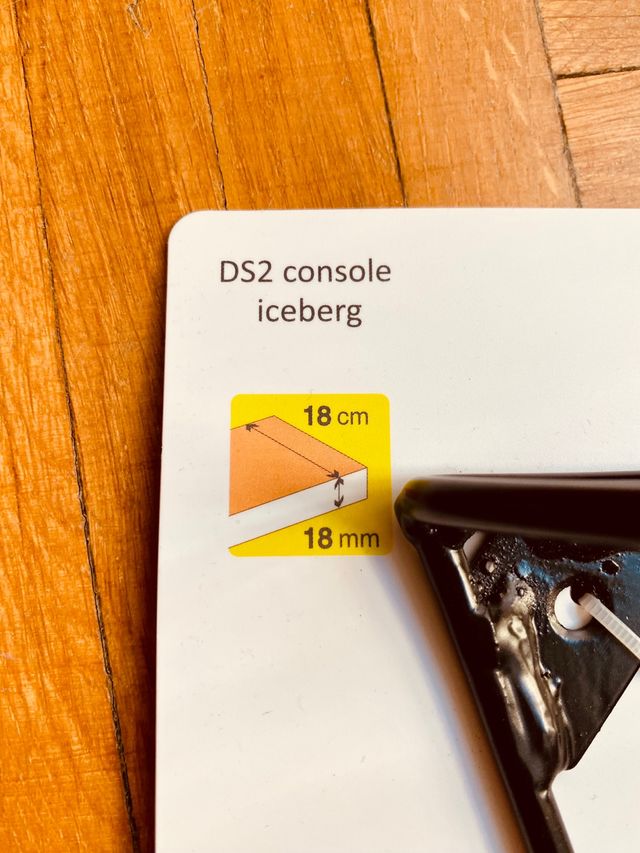 DS2 console
iceberg
18 cm
18 mm